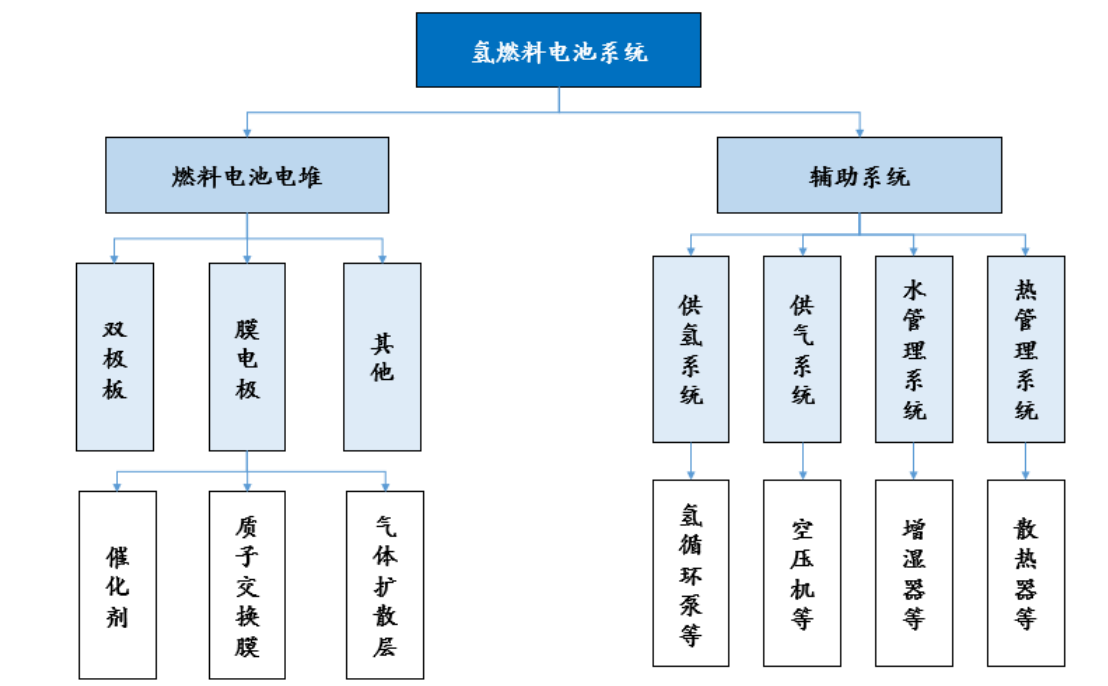 氢燃料电池系统
燃料电池电堆
辅助系统
双极板
膜电极
其他
供氢系统
供气系统
水管理系统
热管理系统
催化剂
质子交换膜
气体扩散层
氢循环泵等
空压机等
增湿器等
散热器等